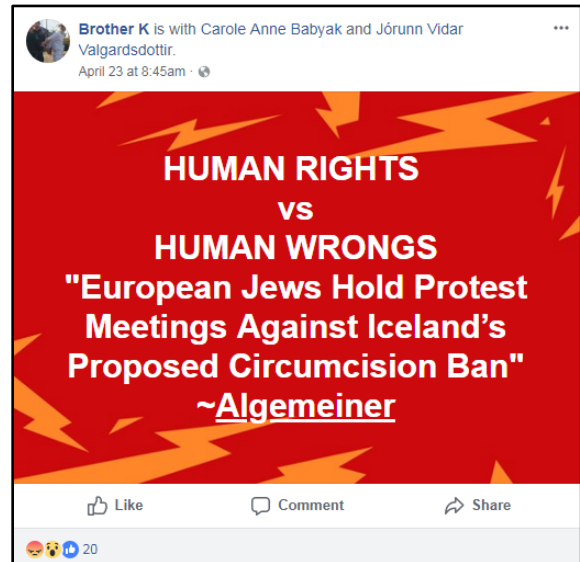 Brother K is with Carole Anne Babyak and Jórunn Vidar
Valgardsdottir.
April 23 at 8:45am ·
HUMAN RIGHTS
vs
HUMAN WRONGS
"European Jews Hold Protest
Meetings Against Iceland’s
Proposed Circumcision Ban"
~Algemeiner
Like Comment Share
20